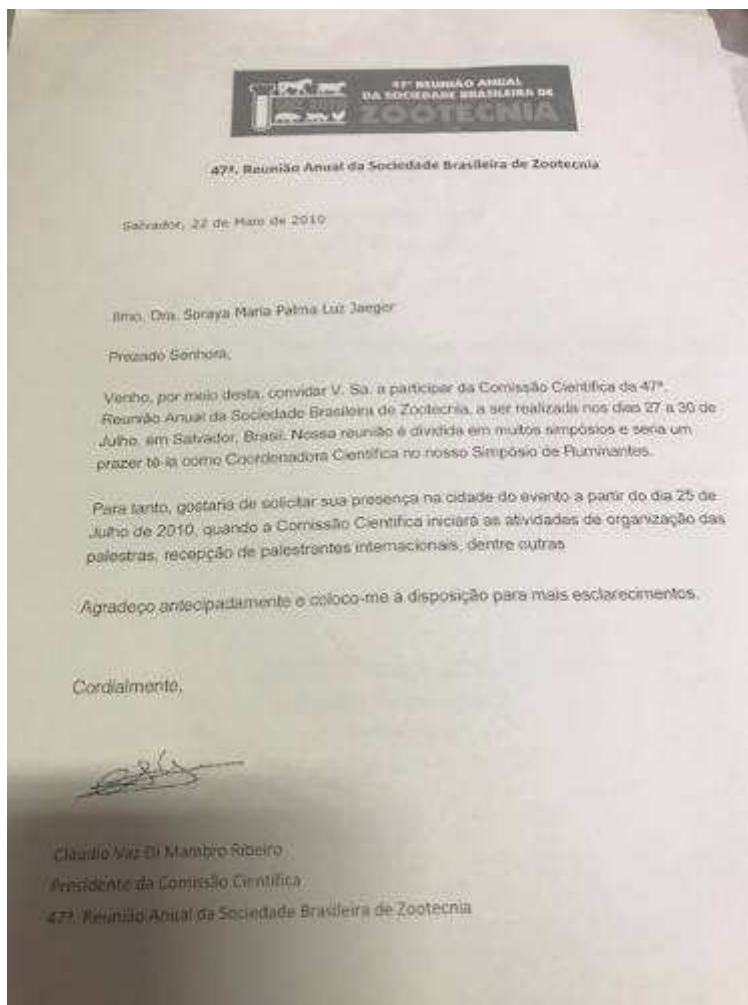 47ª REUNIÃO ANUAL
DA SOCIEDADE BRASILEIRA DE
ZOOTECNIA
47ª. Reunião Anual da Sociedade Brasileira de Zootecnia
Salvador, 22 de Maio de 2010
Ilmo. Dra. Soraya Maria Palma Luz Jaeger
Prezado Senhora,
Venho, por meio desta, convidar V. Sa. a participar da Comissão Científica da 47ª.
Reunião Anual da Sociedade Brasileira de Zootecnia, a ser realizada nos dias 27 a 30 de
Julho, em Salvador, Brasil. Nossa reunião é dividida em muitos simpósios e seria um
prazer tê-la como Coordenadora Científica no nosso Simpósio de Ruminantes.
Para tanto, gostaria de solicitar sua presença na cidade do evento a partir do dia 25 de
Julho de 2010, quando a Comissão Científica iniciará as atividades de organização das
palestras, recepção de palestrantes internacionais, dentre outras
Agradeço antecipadamente e coloco-me a disposição para mais esclarecimentos.
Cordialmente,
Cláudio Vaz Di Mambro Ribeiro
Presidente da Comissão Científica
47ª. Reunião Anual da Sociedade Brasileira de Zootecnia